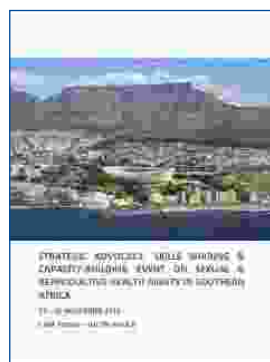 STRATEGIC ADVOCACY, SKILLS SHARING &
CAPACITY-BUILDING EVENT ON SEXUAL &
REPRODUCTIVE HEALTH RIGHTS IN SOUTHERN
AFRICA
NOVEMBER
CAPE TOWN – SOUTH AFRICA